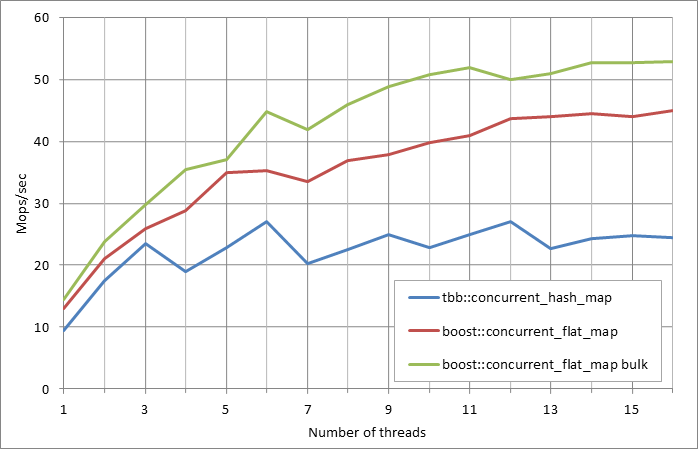 60
50
40
30
20
10
0
Mops/sec
1 3 5 7 9 11 13 15
Number of threads
tbb::concurrent_hash_map
boost::concurrent_flat_map
boost::concurrent_flat_map bulk